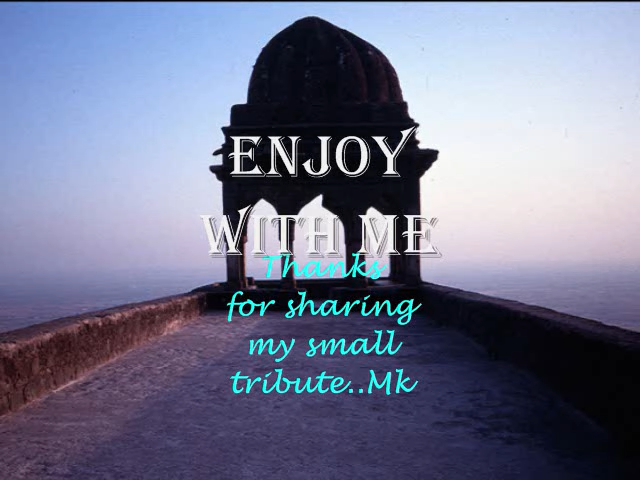 ENJOY
WITH ME
Thanks
for sharing
my small
tribute..Mk